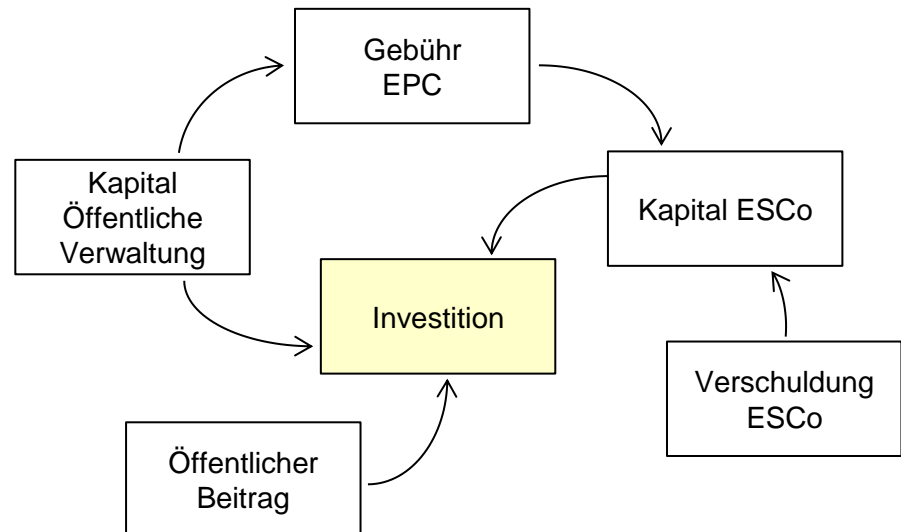 Gebühr
EPC
Kapital
Öffentliche
Verwaltung
Kapital ESCo
Investition
Verschuldung
ESCo
Öffentlicher
Beitrag